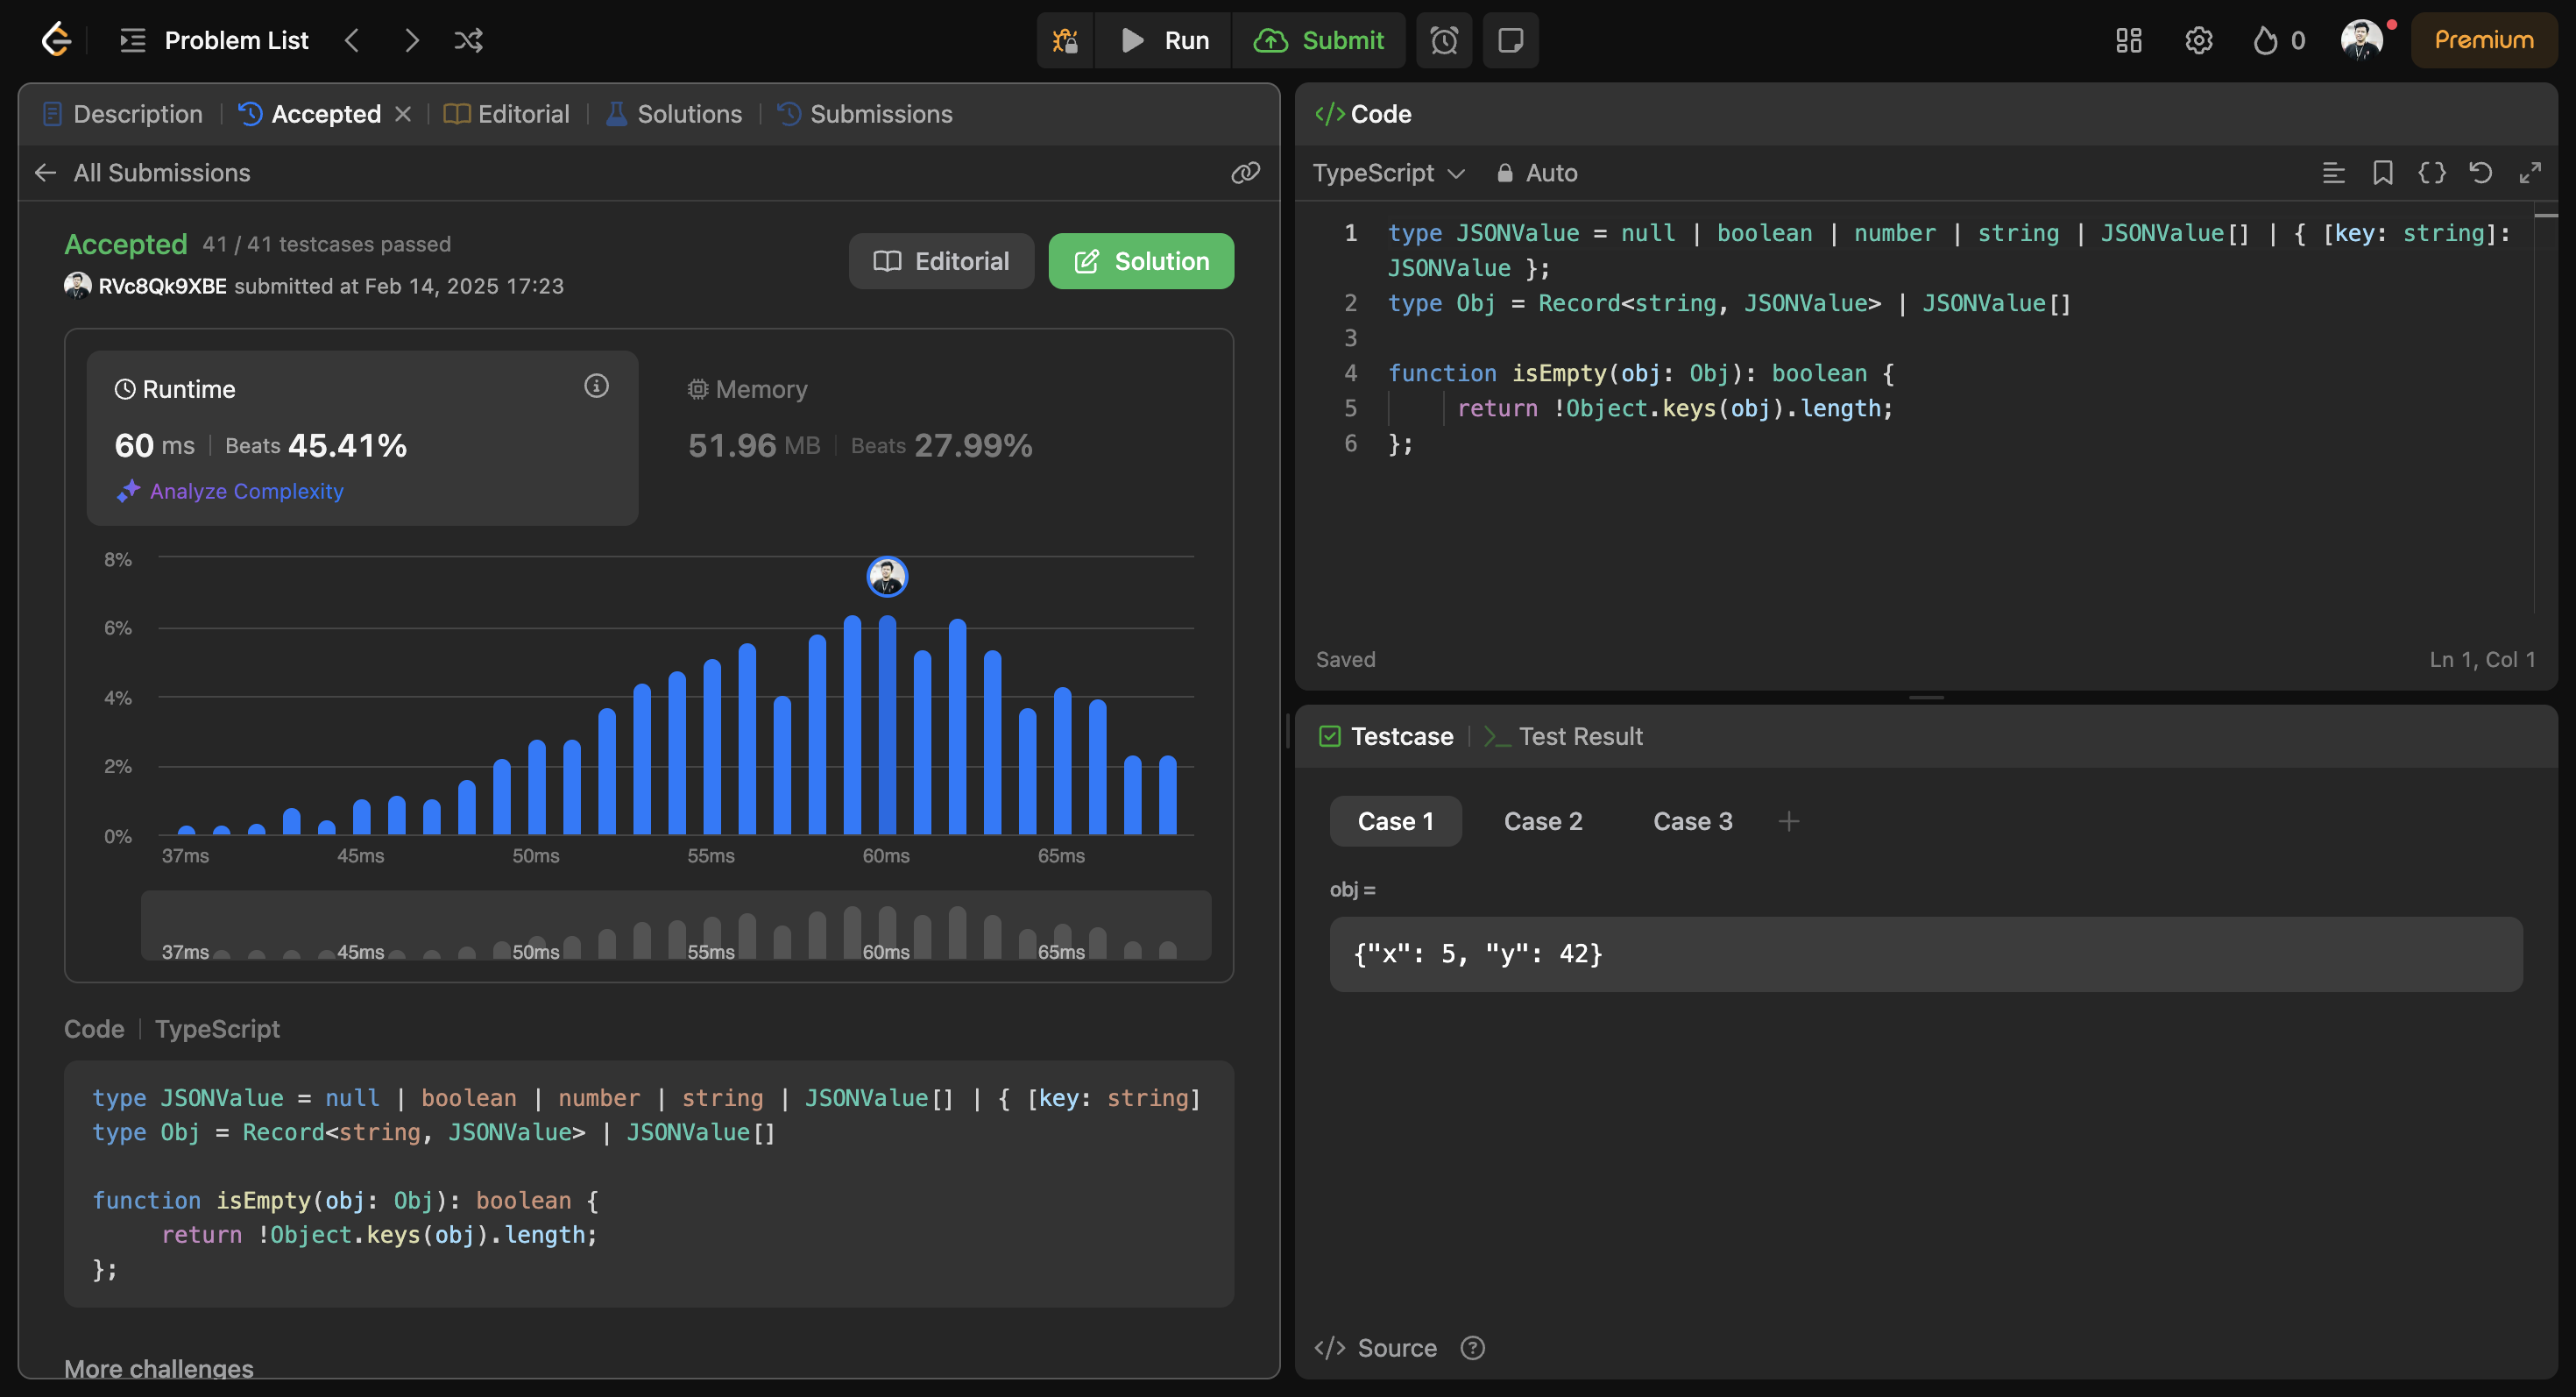 Problem List
Run
Submit
0
Premium
Description
Accepted
Editorial
Solutions
Submissions
All Submissions
Accepted 41 / 41 testcases passed
RVc8Qk9XBE submitted at Feb 14, 2025 17:23
Editorial
Solution
Runtime
60 ms | Beats 45.41%
Analyze Complexity
Memory
51.96 MB | Beats 27.99%
8%
6%
4%
2%
0%
37ms 45ms 50ms 55ms 60ms 65ms
37ms 45ms 50ms 55ms 60ms 65ms
Code | TypeScript
type JSONValue = null | boolean | number | string | JSONValue[] | { [key: string]
type Obj = Record<string, JSONValue> | JSONValue[]
function isEmpty(obj: Obj): boolean {
return !Object.keys(obj).length;
};
More challenges
</> Code
TypeScript
Auto
1 type JSONValue = null | boolean | number | string | JSONValue[] | { [key: string]:
JSONValue };
2 type Obj = Record<string, JSONValue> | JSONValue[]
3
4 function isEmpty(obj: Obj): boolean {
5 return !Object.keys(obj).length;
6 };
Saved
Ln 1, Col 1
Testcase
>_ Test Result
Case 1
Case 2
Case 3
+
obj =
{"x": 5, "y": 42}
</> Source ?